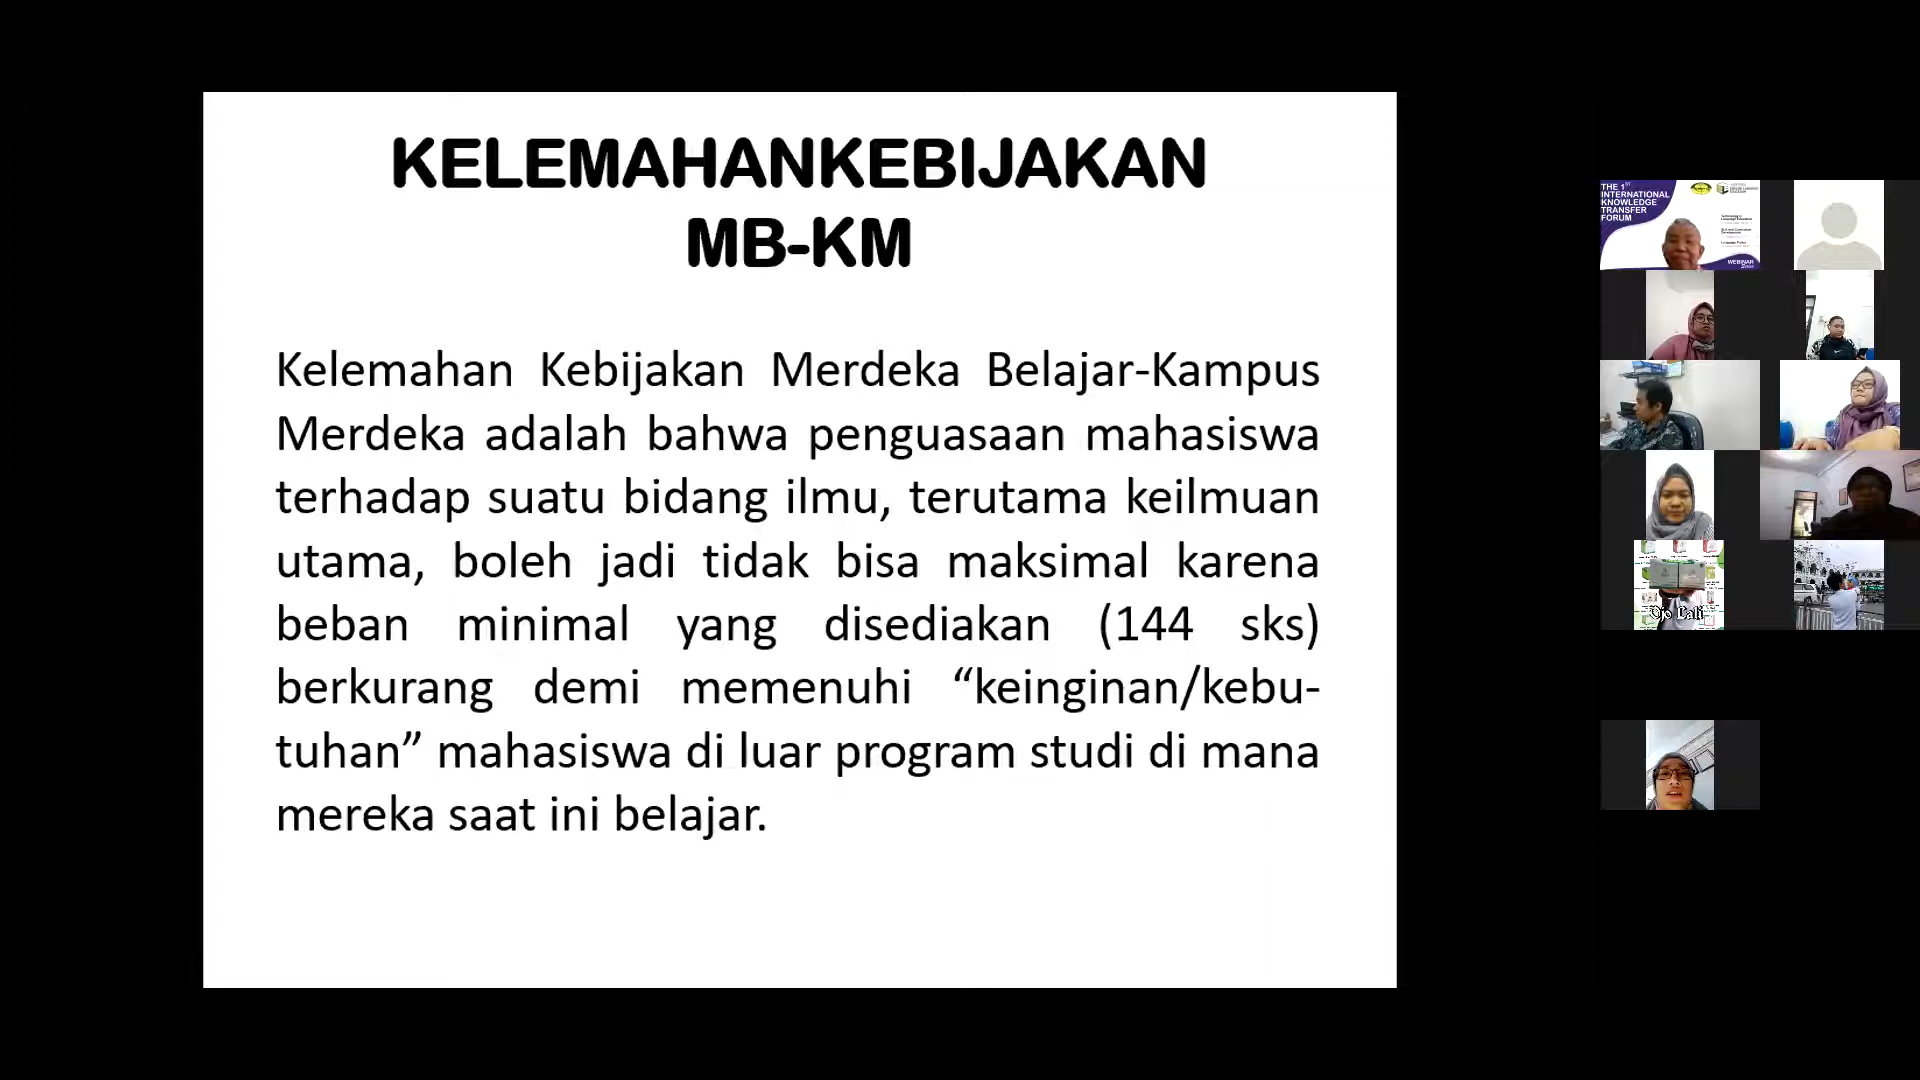 KELEMAHANKEBIJAKAN
MB-KM
Kelemahan Kebijakan Merdeka Belajar-Kampus
Merdeka adalah bahwa penguasaan mahasiswa
terhadap suatu bidang ilmu, terutama keilmuan
utama, boleh jadi tidak bisa maksimal karena
beban minimal yang disediakan (144 sks)
berkurang demi memenuhi “keinginan/kebu-
tuhan” mahasiswa di luar program studi di mana
mereka saat ini belajar.
THE 1ST
INTERNATIONAL
KNOWLEDGE
TRANSFER
FORUM
WEBINAR
Ojo Lali